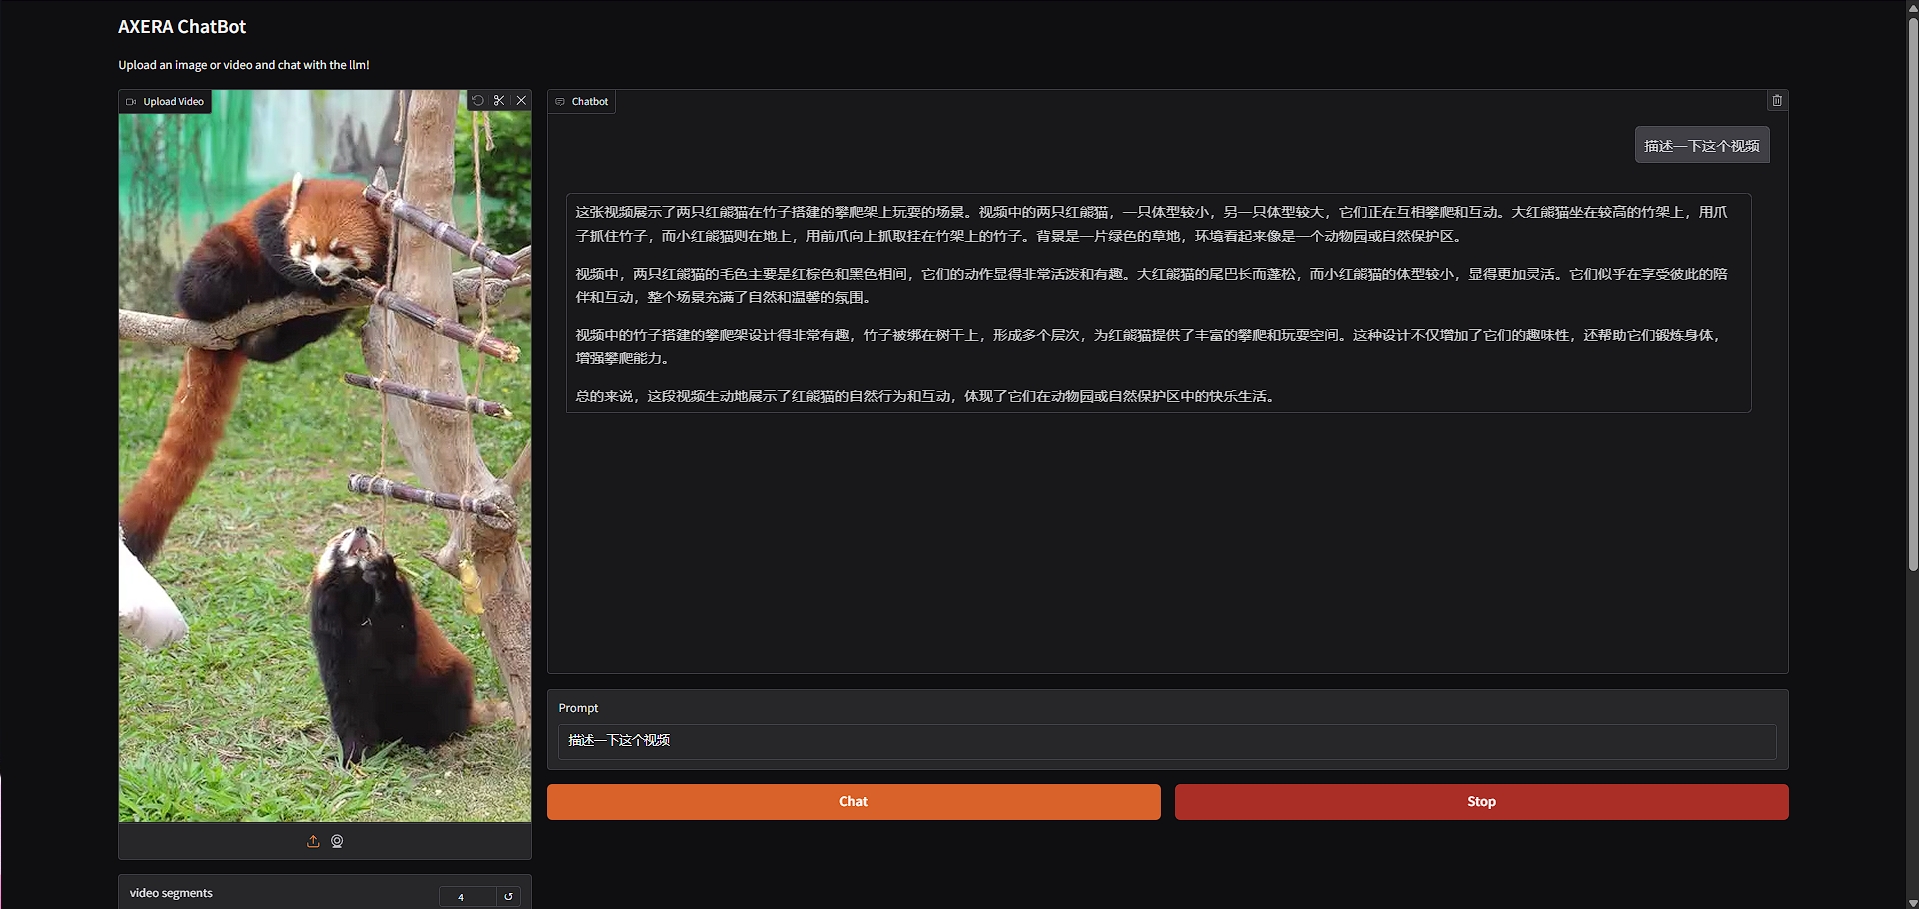 AXERA ChatBot
Upload an image or video and chat with the llm!
Upload Video
Chatbot
描述一下这个视频
这张视频展示了两只红熊猫在竹子搭建的攀爬架上玩耍的场景。视频中的两只红熊猫，一只体型较小，另一只体型较大，它们正在互相攀爬和互动。大红熊猫坐在较高的竹架上，用爪
子抓住竹子，而小红熊猫则在地上，用前爪向上抓取挂在竹架上的竹子。背景是一片绿色的草地，环境看起来像是一个动物园或自然保护区。
视频中，两只红熊猫的毛色主要是红棕色和黑色相间，它们的动作显得非常活泼和有趣。大红熊猫的尾巴长而蓬松，而小红熊猫的体型较小，显得更加灵活。它们似乎在享受彼此的陪
伴和互动，整个场景充满了自然和温馨的氛围。
视频中的竹子搭建的攀爬架设计得非常有趣，竹子被绑在树干上，形成多个层次，为红熊猫提供了丰富的攀爬和玩耍空间。这种设计不仅增加了它们的趣味性，还帮助它们锻炼身体，
增强攀爬能力。
总的来说，这段视频生动地展示了红熊猫的自然行为和互动，体现了它们在动物园或自然保护区中的快乐生活。
Prompt
描述一下这个视频
Chat
Stop
video segments
4